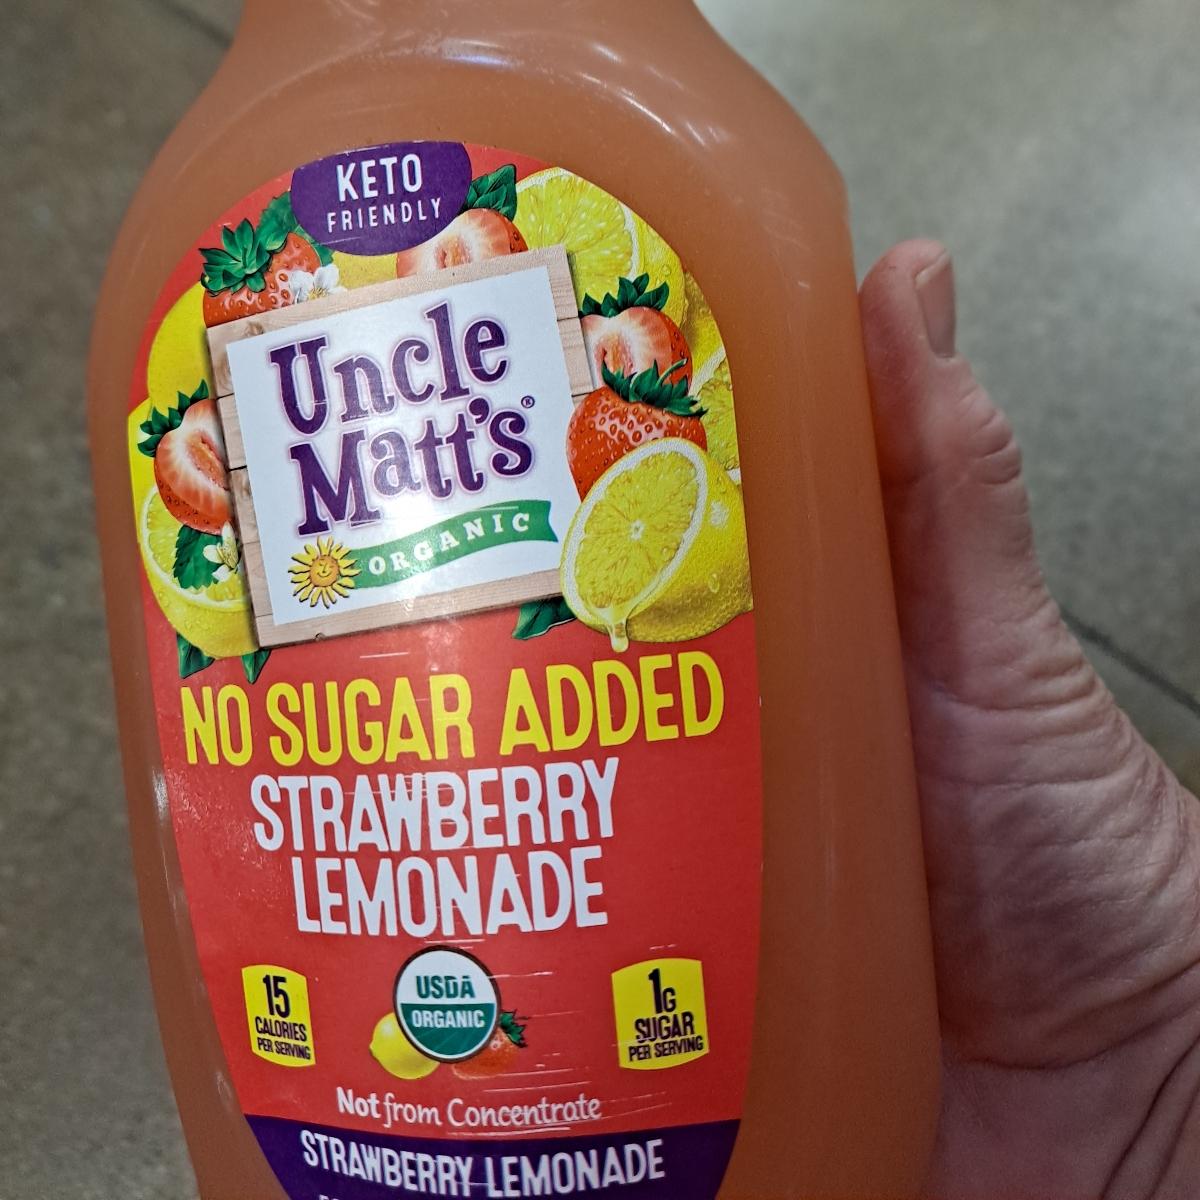 KETO
FRIENDLY
Uncle
Matt's®
ORGANIC
NO SUGAR ADDED
STRAWBERRY
LEMONADE
15
CALORIES
PER SERVING
USDA
ORGANIC
1G
SUGAR
PER SERVING
Not from Concentrate
STRAWBERRY LEMONADE